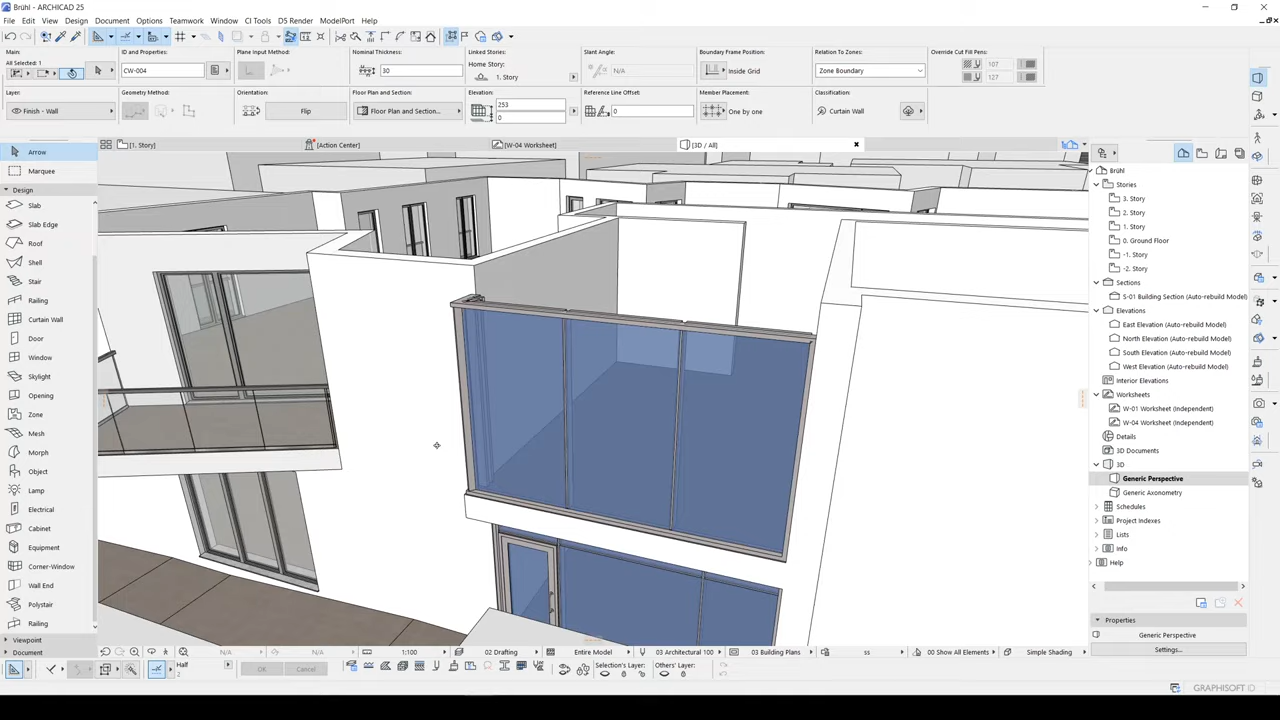 Brühl - ARCHICAD 25
File Edit View Design Document Options Teamwork Window CI Tools D5 Render ModelPort Help
Main: ID and Properties: Plane Input Method: Nominal Thickness: Linked Stories: Slant Angle: Boundary Frame Position: Relation To Zones: Override Cut Fill Pens:
All Selected: 1 CW-004 30 Home Story: 1. Story N/A Inside Grid Zone Boundary 107 127
Layer: Geometry Method: Orientation: Floor Plan and Section: Elevation: Reference Line Offset: Member Placement: Classification:
Finish - Wall Flip Floor Plan and Section... 253 0 0 One by one Curtain Wall
Arrow
Marquee
Design
Slab
Slab Edge
Roof
Shell
Stair
Railing
Curtain Wall
Door
Window
Skylight
Opening
Zone
Mesh
Morph
Object
Lamp
Electrical
Cabinet
Equipment
Corner-Window
Wall End
Polystair
Railing
Viewpoint
Document
[1. Story] [Action Center] [W-04 Worksheet] [3D / All]
Brühl
Stories
3. Story
2. Story
1. Story
0. Ground Floor
-1. Story
-2. Story
Sections
S-01 Building Section (Auto-rebuild Model)
Elevations
East Elevation (Auto-rebuild Model)
North Elevation (Auto-rebuild Model)
South Elevation (Auto-rebuild Model)
West Elevation (Auto-rebuild Model)
Interior Elevations
Worksheets
W-01 Worksheet (Independent)
W-04 Worksheet (Independent)
Details
3D Documents
3D
Generic Perspective
Generic Axonometry
Schedules
Project Indexes
Lists
Info
Help
Properties
Generic Perspective
Settings...
N/A N/A 1:100 02 Drafting Entire Model 03 Architectural 100 03 Building Plans ss 00 Show All Elements Simple Shading
Half
2
OK Cancel Selection's Layer: Others' Layer:
GRAPHISOFT ID